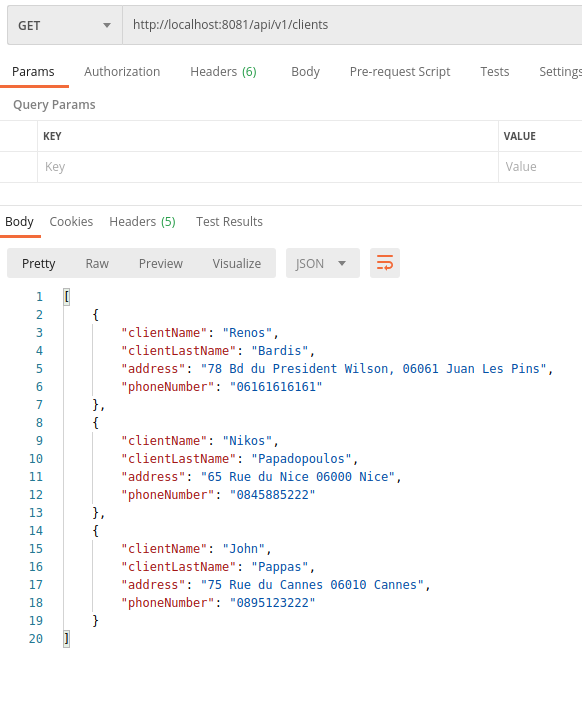 GET http://localhost:8081/api/v1/clients
Params Authorization Headers (6) Body Pre-request Script Tests Settings
Query Params
KEY VALUE
Key Value
Body Cookies Headers (5) Test Results
Pretty Raw Preview Visualize JSON
1 [
2 {
3 "clientName": "Renos",
4 "clientLastName": "Bardis",
5 "address": "78 Bd du President Wilson, 06061 Juan Les Pins",
6 "phoneNumber": "06161616161"
7 },
8 {
9 "clientName": "Nikos",
10 "clientLastName": "Papadopoulos",
11 "address": "65 Rue du Nice 06000 Nice",
12 "phoneNumber": "0845885222"
13 },
14 {
15 "clientName": "John",
16 "clientLastName": "Pappas",
17 "address": "75 Rue du Cannes 06010 Cannes",
18 "phoneNumber": "0895123222"
19 }
20 ]